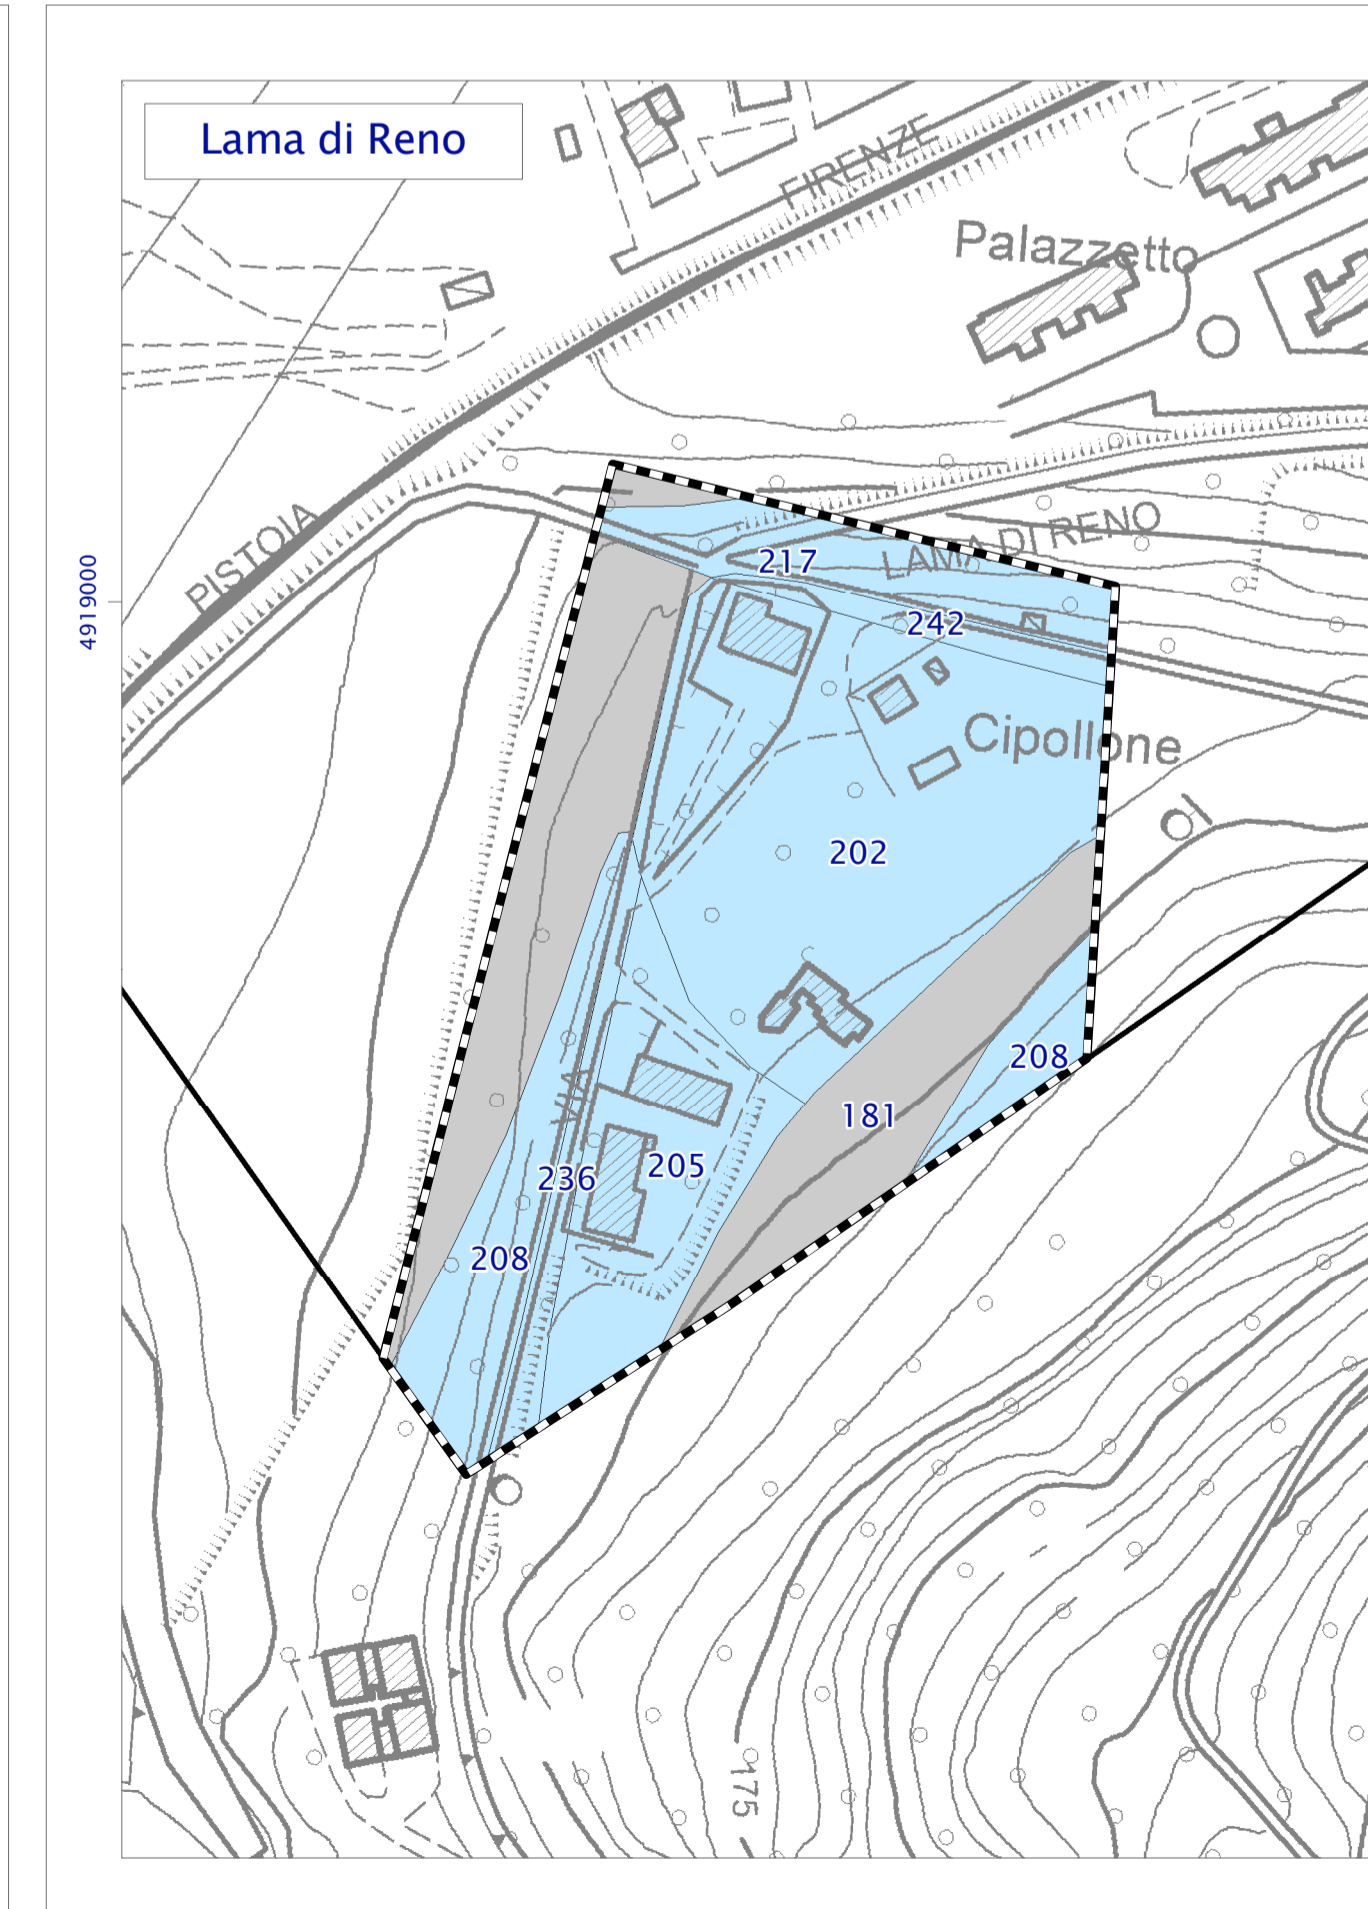 Lama di Reno
FIRENZE
Palazzetto
PISTOIA
4919000
LAMA DI RENO
217
242
Cipollone
202
208
181
VIA
205
236
208
175